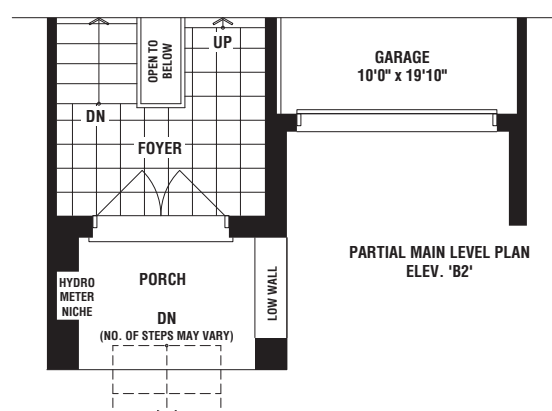 OPEN TO
BELOW
UP
GARAGE
10'0" x 19'10"
DN
FOYER
PARTIAL MAIN LEVEL PLAN
ELEV. 'B2'
HYDRO
METER
NICHE
PORCH
LOW WALL
DN
(NO. OF STEPS MAY VARY)